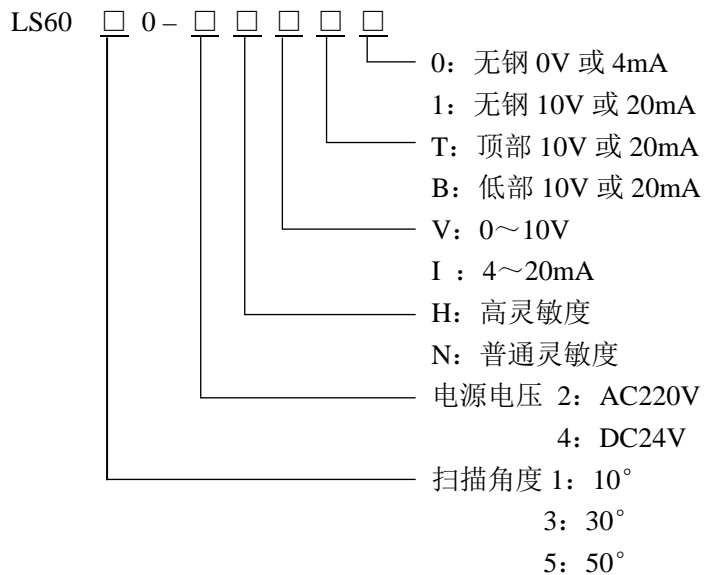 LS60 □ 0 – □ □ □ □ □
0：无钢 0V 或 4mA
1：无钢 10V 或 20mA
T：顶部 10V 或 20mA
B：低部 10V 或 20mA
V：0～10V
I ：4～20mA
H：高灵敏度
N：普通灵敏度
电源电压 2：AC220V
4：DC24V
扫描角度 1：10°
3：30°
5：50°